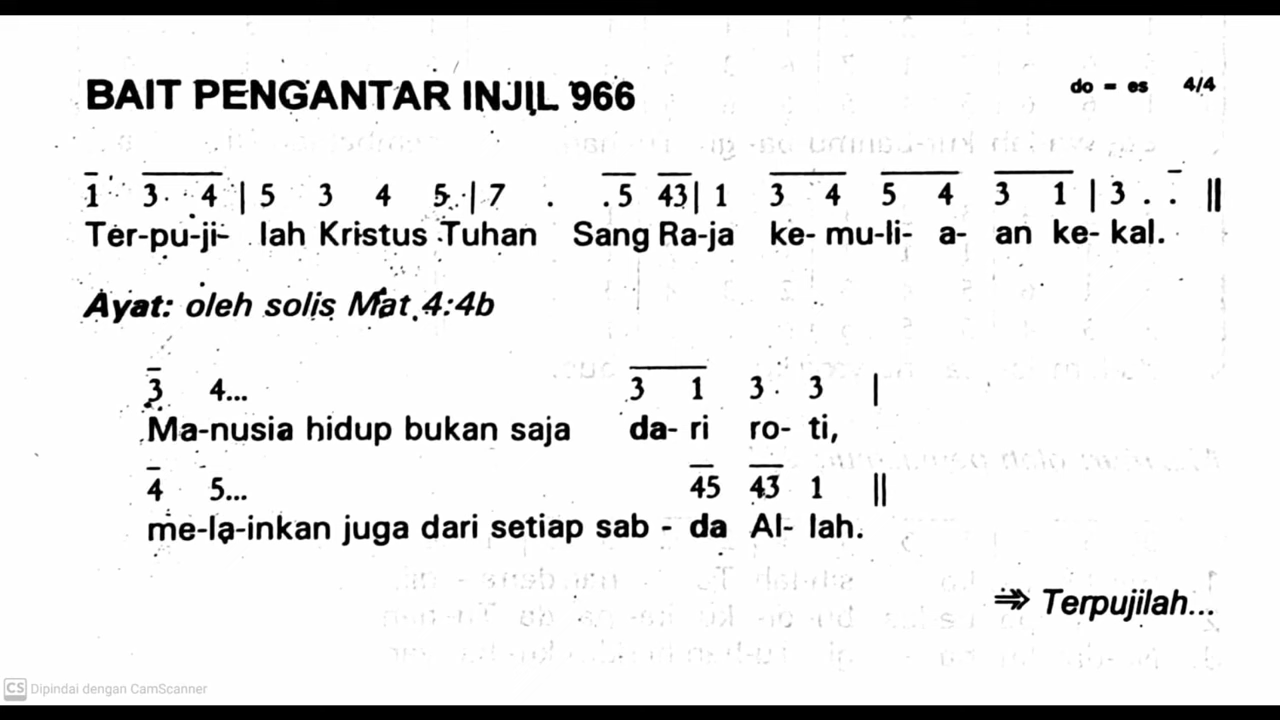 BAIT PENGANTAR INJIL 966
do = es 4/4
1 3 4 | 5 3 4 5 | 7 . . 5 43 | 1 3 4 5 4 3 1 | 3 . . ||
Ter-pu-ji- lah Kristus Tuhan Sang Ra-ja ke- mu-li- a- an ke- kal.
Ayat: oleh solis Mat 4:4b
3 4... 3 1 3 3 |
Ma-nusia hidup bukan saja da- ri ro- ti,
4 5... 45 43 1 ||
me-la-inkan juga dari setiap sab - da Al- lah.
⇒ Terpujilah...
CS Dipindai dengan CamScanner